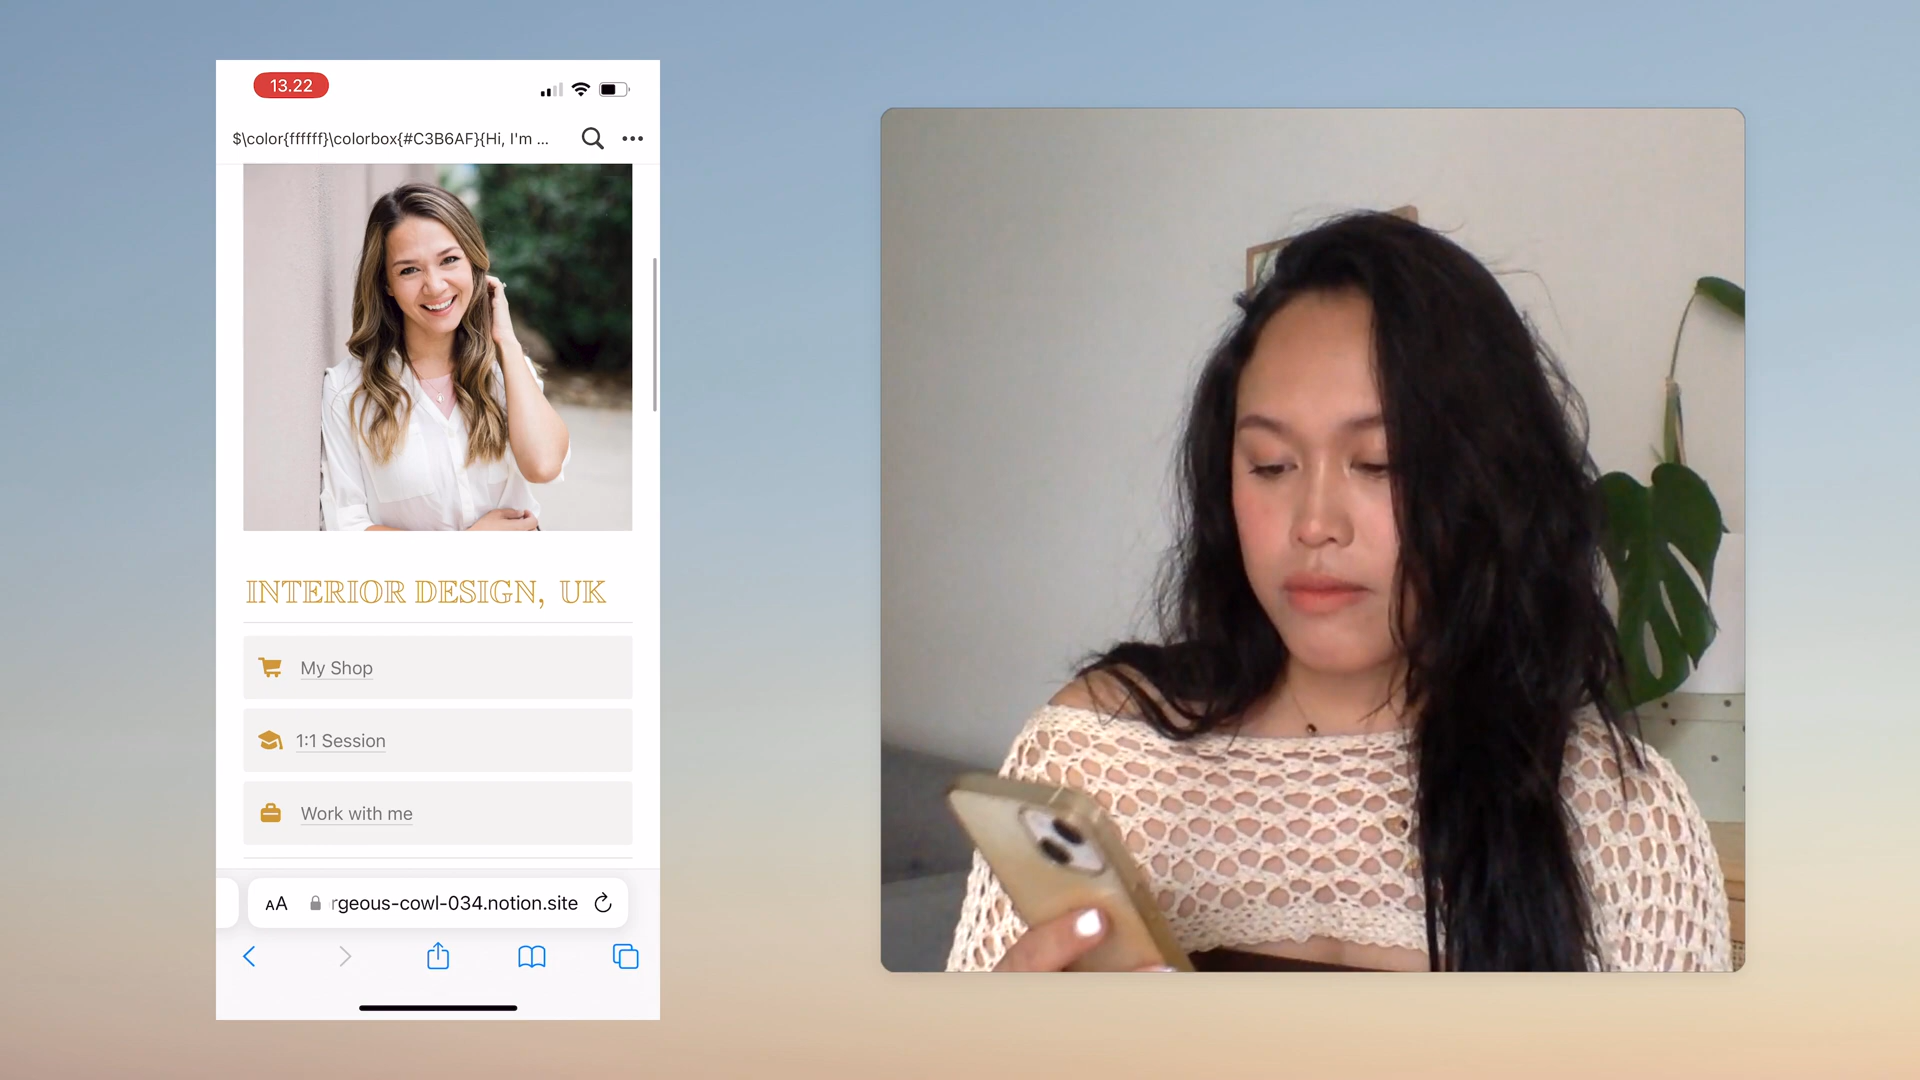 13.22
$\color{ffffff}\colorbox{#C3B6AF}{Hi, I'm ...
INTERIOR DESIGN, UK
My Shop
1:1 Session
Work with me
AA rgeous-cowl-034.notion.site